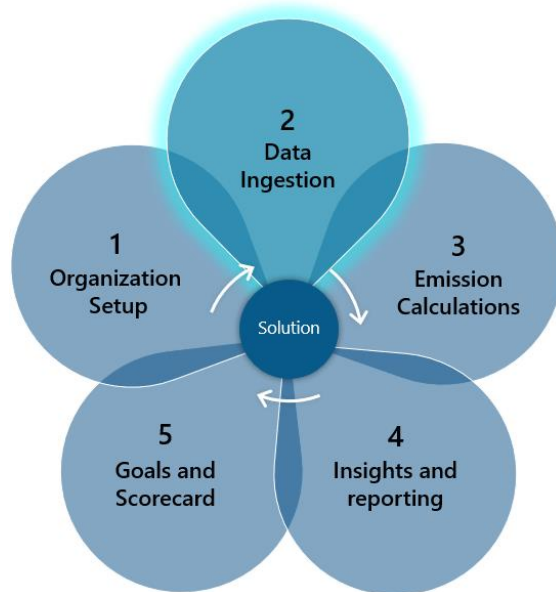 1
Organization
Setup
2
Data
Ingestion
3
Emission
Calculations
4
Insights and
reporting
5
Goals and
Scorecard
Solution